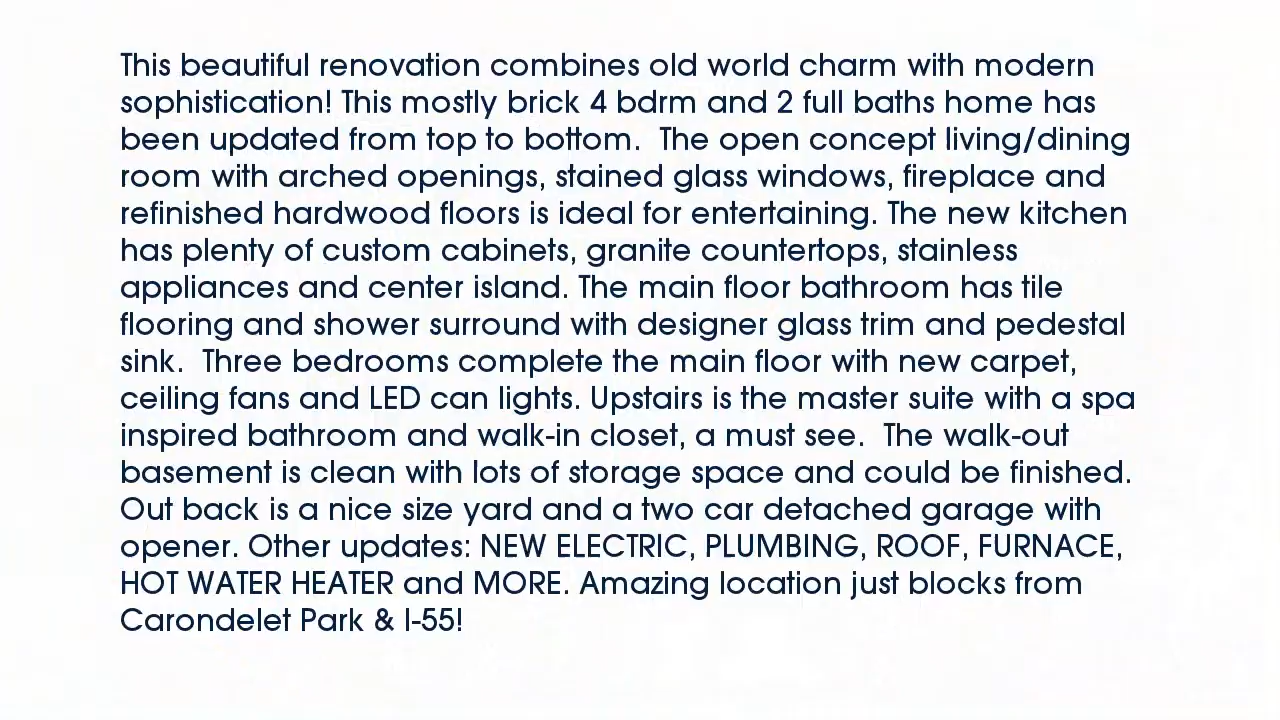 This beautiful renovation combines old world charm with modern
sophistication! This mostly brick 4 bdrm and 2 full baths home has
been updated from top to bottom.  The open concept living/dining
room with arched openings, stained glass windows, fireplace and
refinished hardwood floors is ideal for entertaining. The new kitchen
has plenty of custom cabinets, granite countertops, stainless
appliances and center island. The main floor bathroom has tile
flooring and shower surround with designer glass trim and pedestal
sink.  Three bedrooms complete the main floor with new carpet,
ceiling fans and LED can lights. Upstairs is the master suite with a spa
inspired bathroom and walk-in closet, a must see.  The walk-out
basement is clean with lots of storage space and could be finished.
Out back is a nice size yard and a two car detached garage with
opener. Other updates: NEW ELECTRIC, PLUMBING, ROOF, FURNACE,
HOT WATER HEATER and MORE. Amazing location just blocks from
Carondelet Park & I-55!